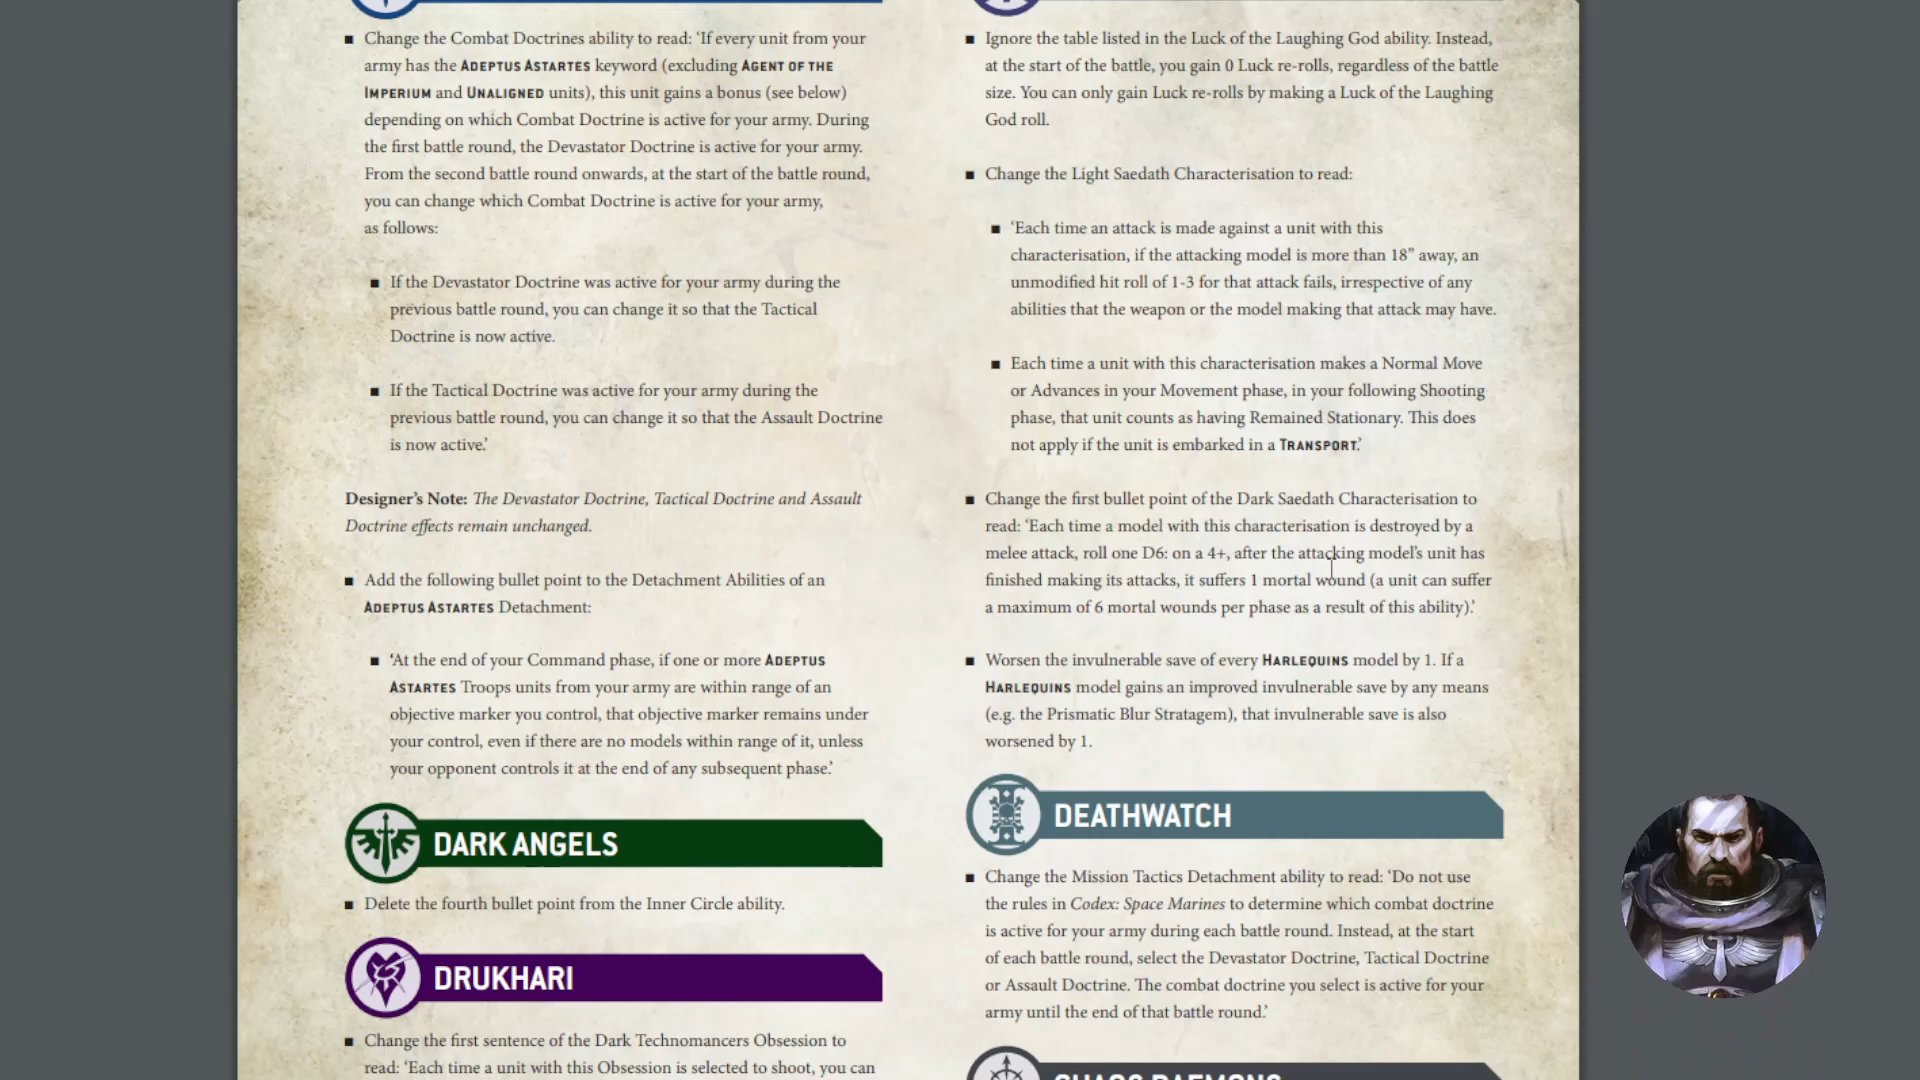 Change the Combat Doctrines ability to read: ‘If every unit from your
army has the ADEPTUS ASTARTES keyword (excluding AGENT OF THE
IMPERIUM and UNALIGNED units), this unit gains a bonus (see below)
depending on which Combat Doctrine is active for your army. During
the first battle round, the Devastator Doctrine is active for your army.
From the second battle round onwards, at the start of the battle round,
you can change which Combat Doctrine is active for your army,
as follows:
If the Devastator Doctrine was active for your army during the
previous battle round, you can change it so that the Tactical
Doctrine is now active.
If the Tactical Doctrine was active for your army during the
previous battle round, you can change it so that the Assault Doctrine
is now active.’
Designer’s Note: The Devastator Doctrine, Tactical Doctrine and Assault
Doctrine effects remain unchanged.
Add the following bullet point to the Detachment Abilities of an
ADEPTUS ASTARTES Detachment:
‘At the end of your Command phase, if one or more ADEPTUS
ASTARTES Troops units from your army are within range of an
objective marker you control, that objective marker remains under
your control, even if there are no models within range of it, unless
your opponent controls it at the end of any subsequent phase.’
DARK ANGELS
Delete the fourth bullet point from the Inner Circle ability.
DRUKHARI
Change the first sentence of the Dark Technomancers Obsession to
read: ‘Each time a unit with this Obsession is selected to shoot, you can
Ignore the table listed in the Luck of the Laughing God ability. Instead,
at the start of the battle, you gain 0 Luck re-rolls, regardless of the battle
size. You can only gain Luck re-rolls by making a Luck of the Laughing
God roll.
Change the Light Saedath Characterisation to read:
‘Each time an attack is made against a unit with this
characterisation, if the attacking model is more than 18” away, an
unmodified hit roll of 1-3 for that attack fails, irrespective of any
abilities that the weapon or the model making that attack may have.
Each time a unit with this characterisation makes a Normal Move
or Advances in your Movement phase, in your following Shooting
phase, that unit counts as having Remained Stationary. This does
not apply if the unit is embarked in a TRANSPORT.’
Change the first bullet point of the Dark Saedath Characterisation to
read: ‘Each time a model with this characterisation is destroyed by a
melee attack, roll one D6: on a 4+, after the attacking model’s unit has
finished making its attacks, it suffers 1 mortal wound (a unit can suffer
a maximum of 6 mortal wounds per phase as a result of this ability).’
Worsen the invulnerable save of every HARLEQUINS model by 1. If a
HARLEQUINS model gains an improved invulnerable save by any means
(e.g. the Prismatic Blur Stratagem), that invulnerable save is also
worsened by 1.
DEATHWATCH
Change the Mission Tactics Detachment ability to read: ‘Do not use
the rules in Codex: Space Marines to determine which combat doctrine
is active for your army during each battle round. Instead, at the start
of each battle round, select the Devastator Doctrine, Tactical Doctrine
or Assault Doctrine. The combat doctrine you select is active for your
army until the end of that battle round.’
CHAOS DAEMONS